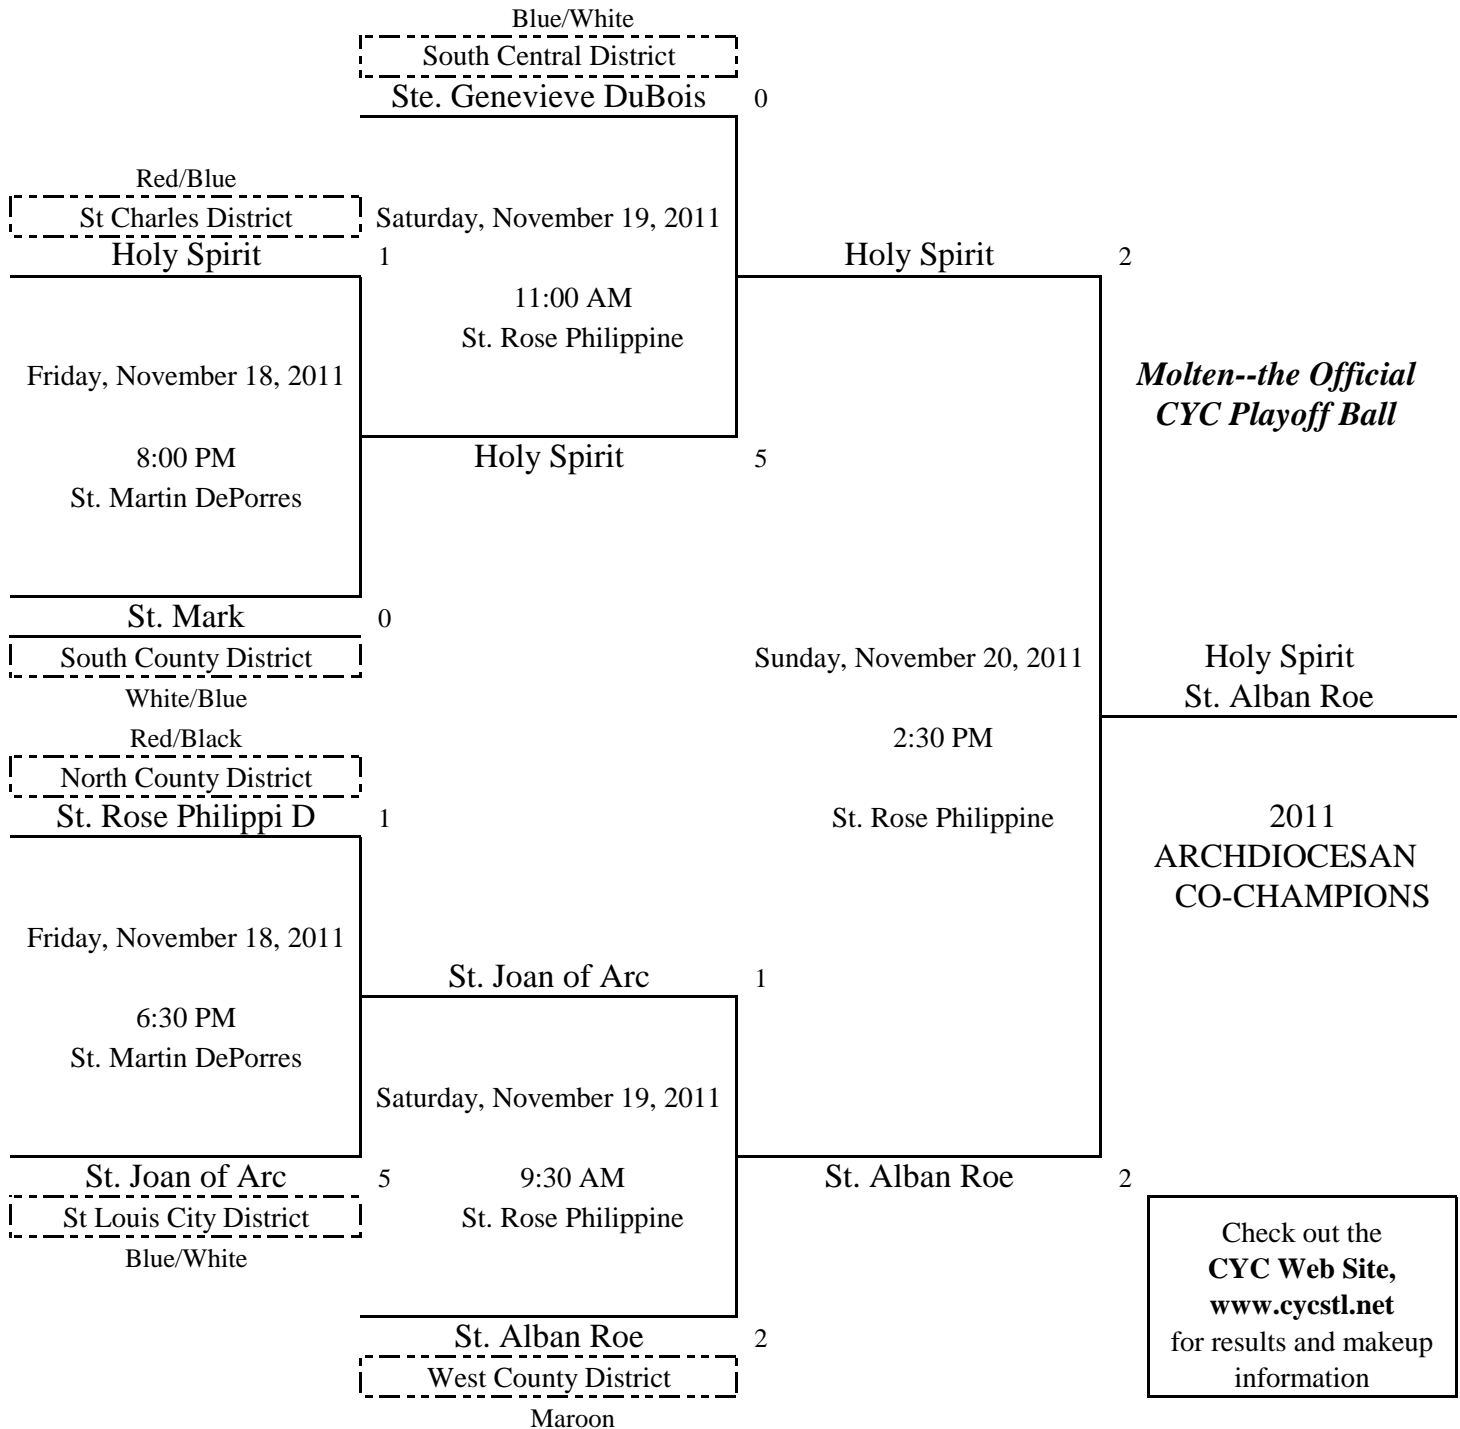 Blue/White
South Central District
Ste. Genevieve DuBois 0
Red/Blue
St Charles District
Saturday, November 19, 2011
Holy Spirit 1
Holy Spirit 2
11:00 AM
St. Rose Philippine
Friday, November 18, 2011
Molten--the Official
CYC Playoff Ball
8:00 PM
Holy Spirit 5
St. Martin DePorres
St. Mark 0
South County District
Sunday, November 20, 2011
Holy Spirit
White/Blue
St. Alban Roe
Red/Black
2:30 PM
North County District
St. Rose Philippi D 1
St. Rose Philippine
2011
ARCHDIOCESAN
CO-CHAMPIONS
Friday, November 18, 2011
St. Joan of Arc 1
6:30 PM
St. Martin DePorres
Saturday, November 19, 2011
St. Joan of Arc 5
9:30 AM
St. Alban Roe 2
St Louis City District
St. Rose Philippine
Blue/White
Check out the
CYC Web Site,
www.cycstl.net
for results and makeup
information
St. Alban Roe 2
West County District
Maroon